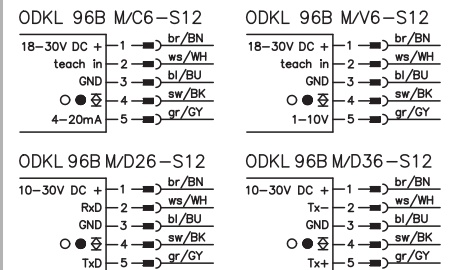 ODKL 96B M/C6-S12
18-30V DC + 1 br/BN
teach in 2 ws/WH
GND 3 bl/BU
4 sw/BK
4-20mA 5 gr/GY
ODKL 96B M/V6-S12
18-30V DC + 1 br/BN
teach in 2 ws/WH
GND 3 bl/BU
4 sw/BK
1-10V 5 gr/GY
ODKL 96B M/D26-S12
10-30V DC + 1 br/BN
RxD 2 ws/WH
GND 3 bl/BU
4 sw/BK
TxD 5 gr/GY
ODKL 96B M/D36-S12
10-30V DC + 1 br/BN
Tx- 2 ws/WH
GND 3 bl/BU
4 sw/BK
Tx+ 5 gr/GY